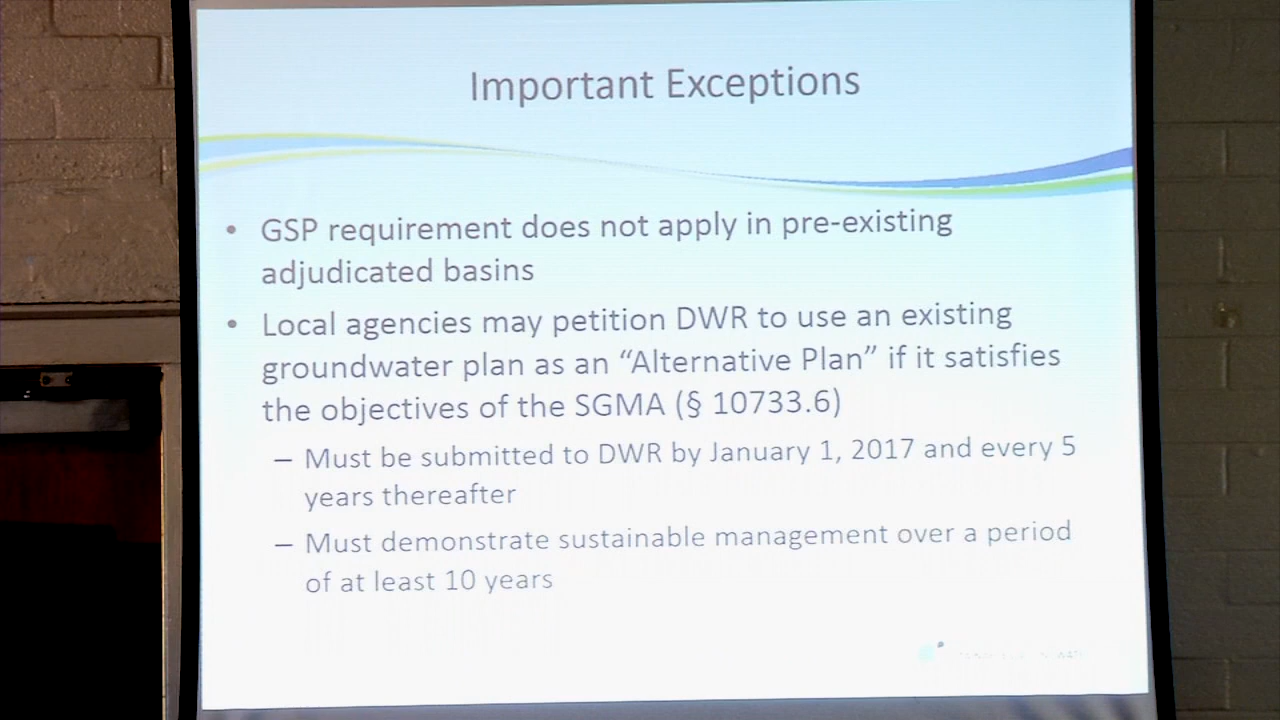 Important Exceptions
• GSP requirement does not apply in pre-existing
adjudicated basins
• Local agencies may petition DWR to use an existing
groundwater plan as an “Alternative Plan” if it satisfies
the objectives of the SGMA (§ 10733.6)
– Must be submitted to DWR by January 1, 2017 and every 5
years thereafter
– Must demonstrate sustainable management over a period
of at least 10 years